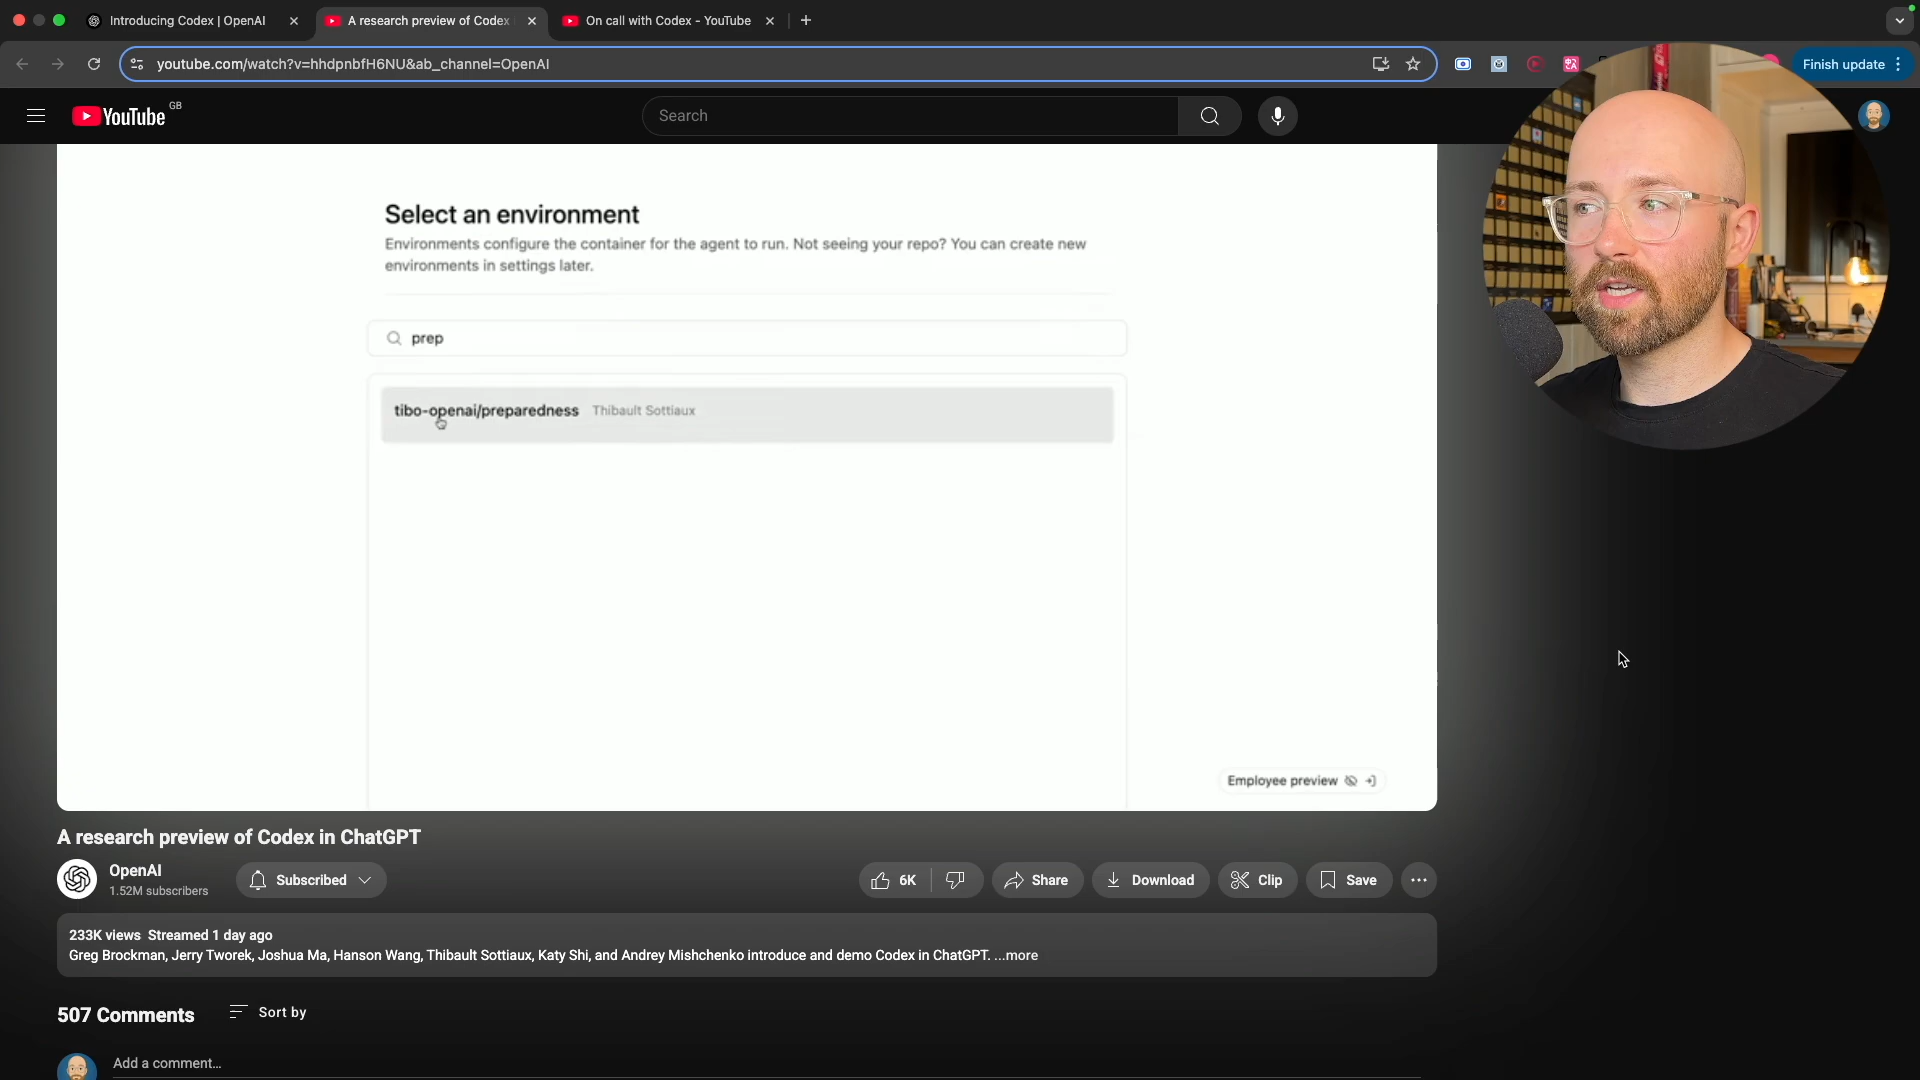 Introducing Codex | OpenAI
A research preview of Codex
On call with Codex - YouTube
youtube.com/watch?v=hhdpnbfH6NU&ab_channel=OpenAI
Finish update
YouTube
GB
Search
Select an environment
Environments configure the container for the agent to run. Not seeing your repo? You can create new
environments in settings later.
prep
tibo-openai/preparedness Thibault Sottiaux
Employee preview
A research preview of Codex in ChatGPT
OpenAI
1.52M subscribers
Subscribed
6K
Share
Download
Clip
Save
233K views Streamed 1 day ago
Greg Brockman, Jerry Tworek, Joshua Ma, Hanson Wang, Thibault Sottiaux, Katy Shi, and Andrey Mishchenko introduce and demo Codex in ChatGPT. ...more
507 Comments
Sort by
Add a comment...